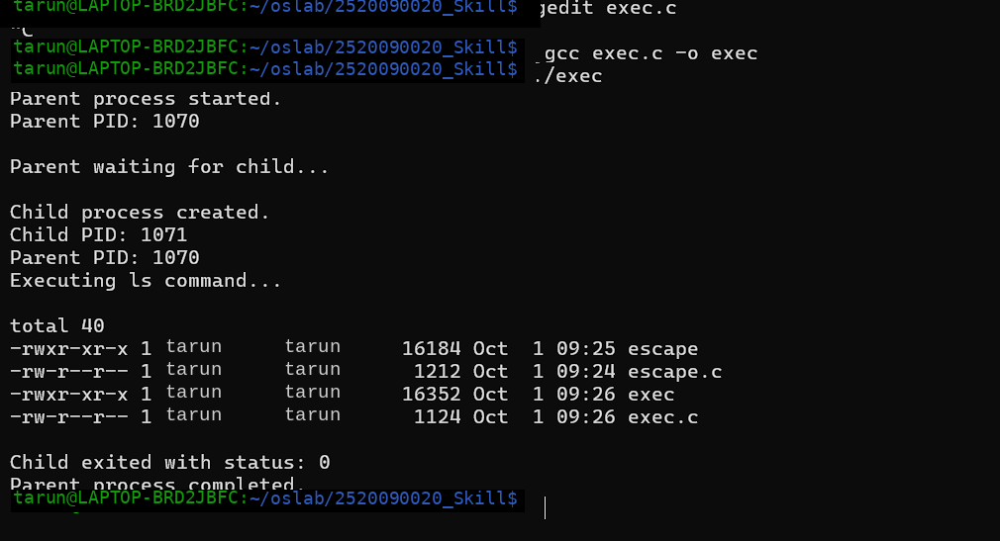 tarun@LAPTOP-BRD2JBFC:~/oslab/2520090020_Skill$ gedit exec.c
^C
tarun@LAPTOP-BRD2JBFC:~/oslab/2520090020_Skill$ gcc exec.c -o exec
tarun@LAPTOP-BRD2JBFC:~/oslab/2520090020_Skill$ ./exec
Parent process started.
Parent PID: 1070
Parent waiting for child...
Child process created.
Child PID: 1071
Parent PID: 1070
Executing ls command...
total 40
-rwxr-xr-x 1 tarun tarun 16184 Oct 1 09:25 escape
-rw-r--r-- 1 tarun tarun 1212 Oct 1 09:24 escape.c
-rwxr-xr-x 1 tarun tarun 16352 Oct 1 09:26 exec
-rw-r--r-- 1 tarun tarun 1124 Oct 1 09:26 exec.c
Child exited with status: 0
Parent process completed.
tarun@LAPTOP-BRD2JBFC:~/oslab/2520090020_Skill$